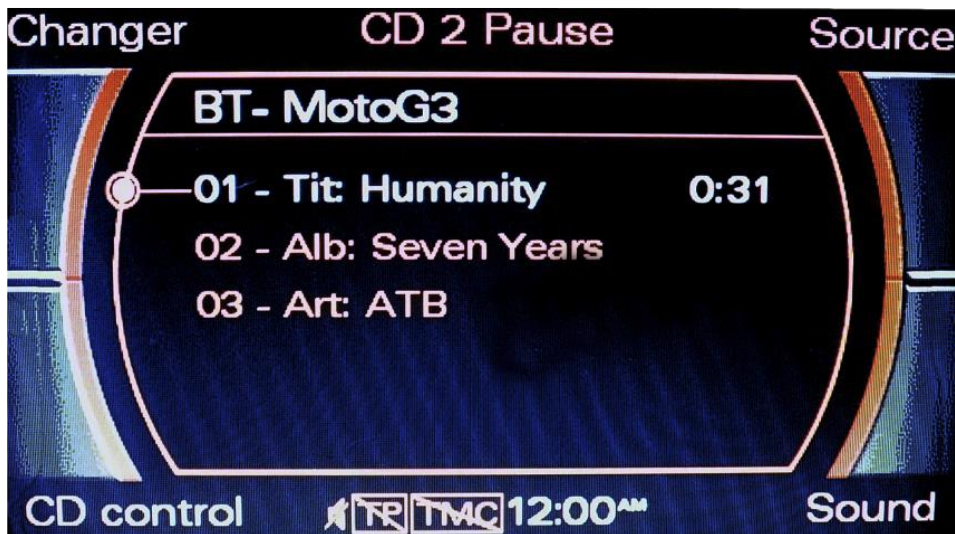 Changer CD 2 Pause Source
BT- MotoG3
01 - Tit: Humanity 0:31
02 - Alb: Seven Years
03 - Art: ATB
CD control TP TMC 12:00AM Sound